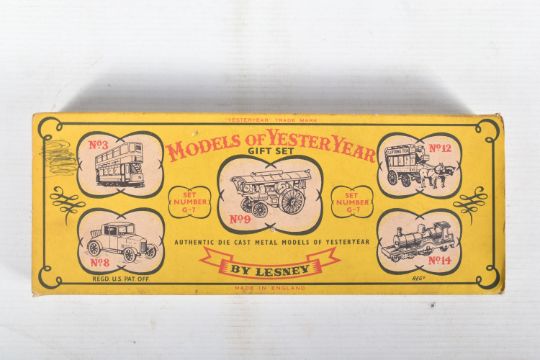 YESTERYEAR TRADE MARK
MODELS OF YESTERYEAR
GIFT SET
Nº3
Nº12
SET NUMBER G-7
Nº9
SET NUMBER G-7
AUTHENTIC DIE CAST METAL MODELS OF YESTERYEAR
Nº8
Nº14
BY LESNEY
REGD. U.S. PAT OFF.
MADE IN ENGLAND